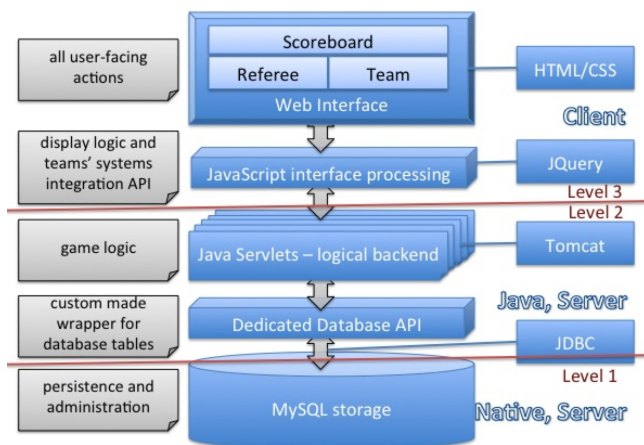 all user-facing
actions
Scoreboard
Referee
Team
Web Interface
HTML/CSS
Client
display logic and
teams' systems
integration API
JavaScript interface processing
JQuery
Level 3
Level 2
game logic
Java Servlets – logical backend
Tomcat
Java, Server
custom made
wrapper for
database tables
Dedicated Database API
JDBC
Level 1
persistence and
administration
MySQL storage
Native, Server